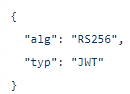 {
"alg": "RS256",
"typ": "JWT"
}